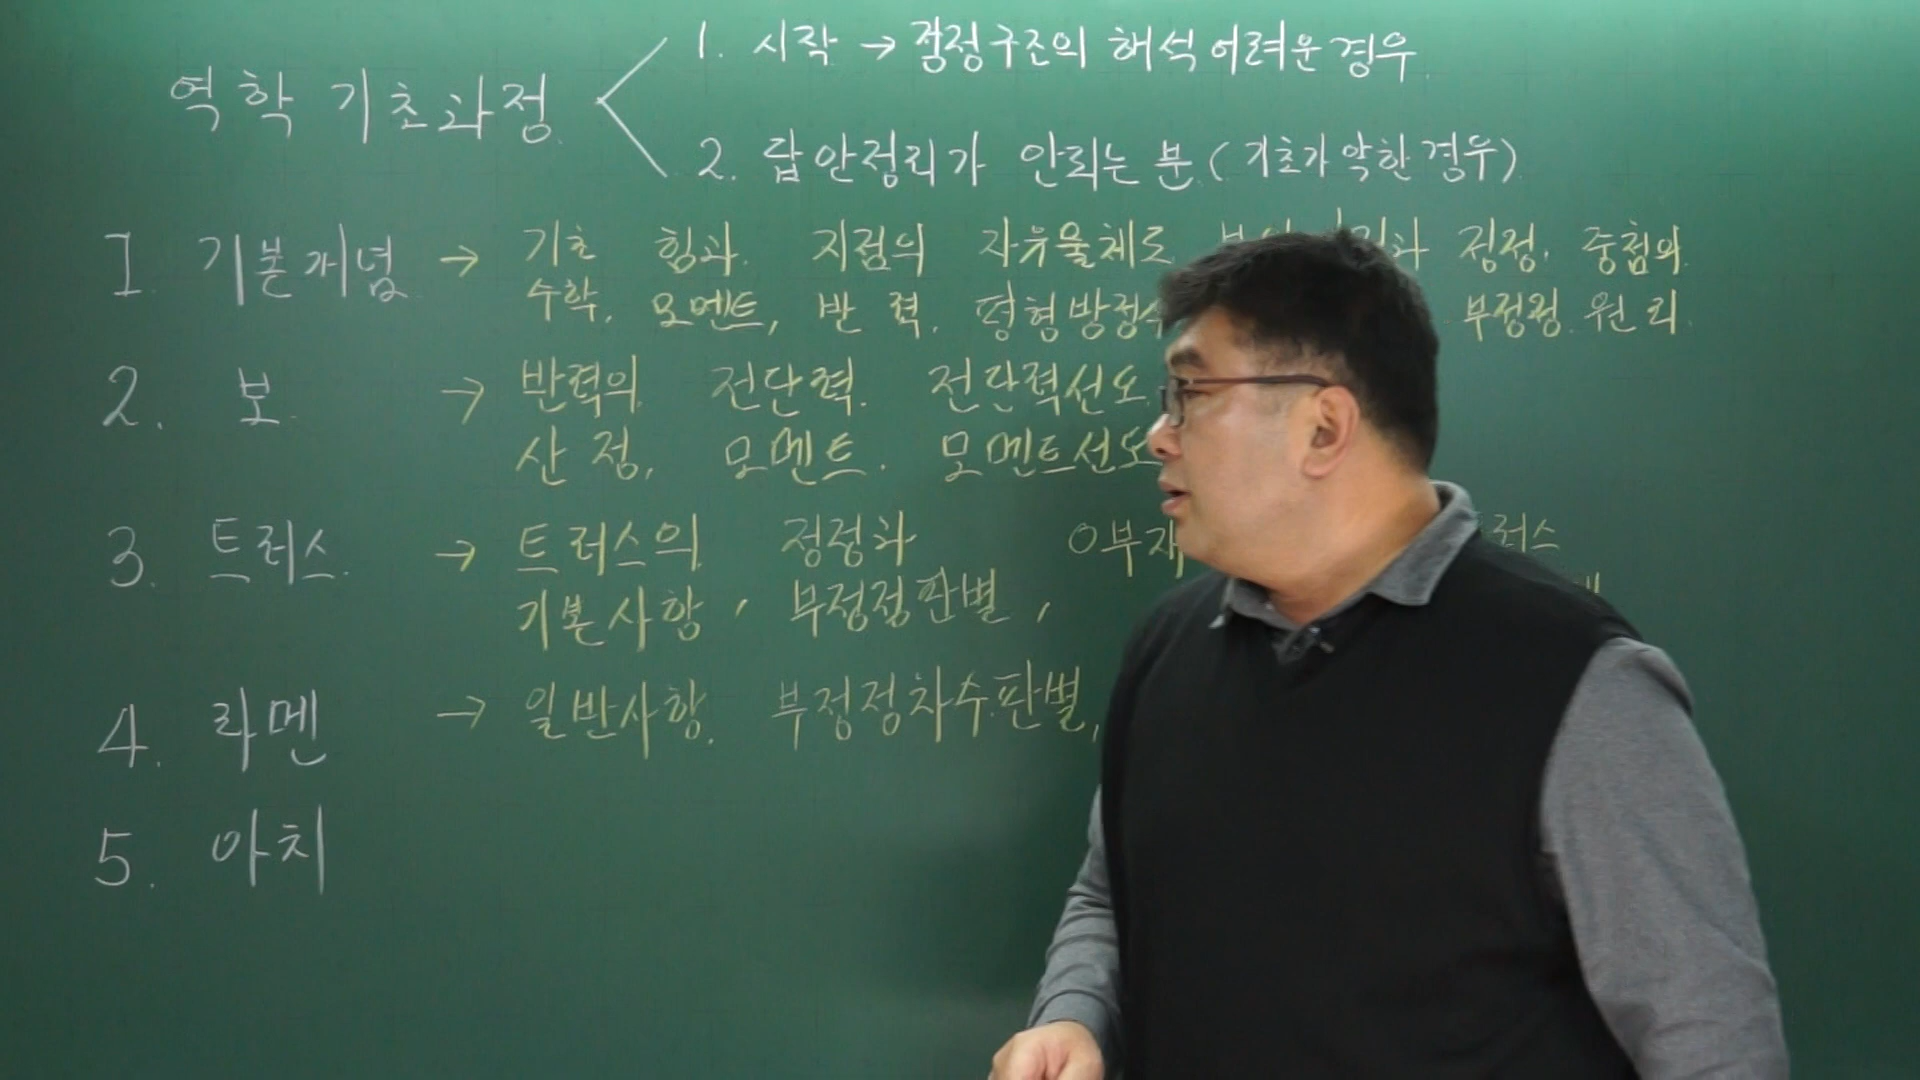 역학 기초과정
1. 시작 → 정정구조의 해석 어려운 경우.
2. 답안정리가 안되는 분 (기초가 약한 경우)
I. 기본개념 → 기초 힘과 지점의 자유물체도 정정, 중첩의
수학, 모멘트, 반력, 평형방정식 부정정 원리
2. 보 → 반력의 전단력. 전단력선도
산정, 모멘트. 모멘트선도
3. 트러스 → 트러스의 정정과 0부재
기본사항, 부정정판별,
4. 라멘 → 일반사항. 부정정차수판별,
5. 아치